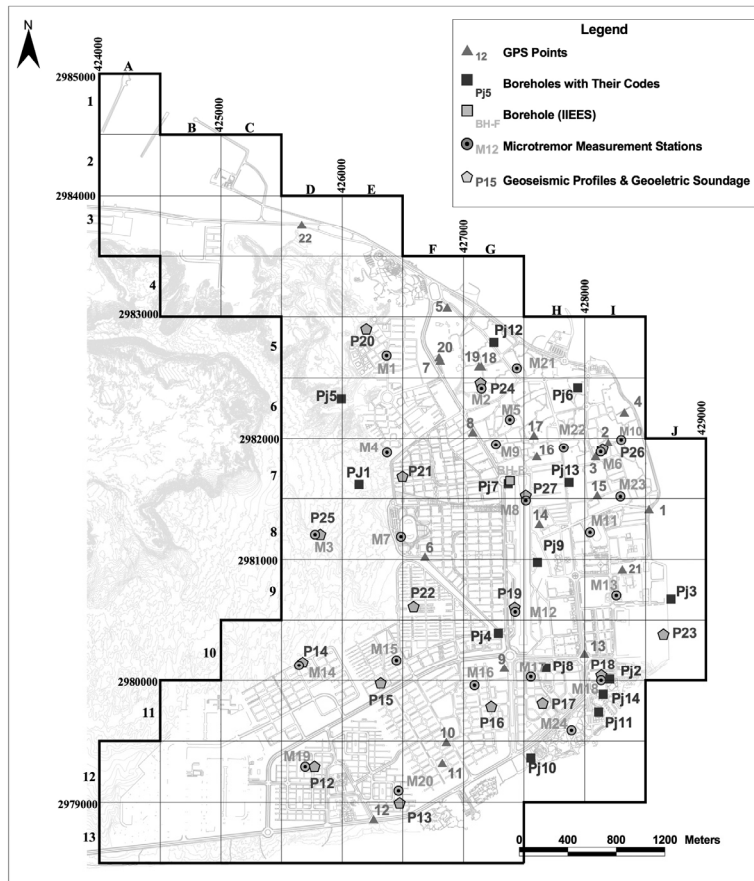 N
Legend
12 GPS Points
Pj5 Boreholes with Their Codes
BH-F Borehole (IIEES)
M12 Microtremor Measurement Stations
P15 Geoseismic Profiles & Geoeletric Soundage
424000
A
2985000
1
425000
B C
2
426000
D E
2984000
3
22
427000
F G
4
5
428000
2983000
H I
P20
Pj12
5
M1
20
7
19 18
M21
P24
M2
Pj6
Pj5
6
M5
4
429000
8
17
M22
2
M10
J
2982000
M4
M9
16
P26
3
M6
7
P21
PJ1
BH-F
Pj7
Pj13
M23
P27
15
M8
1
P25
14
M11
8
M3
M7
2981000
6
Pj9
21
M13
9
P22
P19
M12
Pj3
Pj4
P23
10
P14
M14
M15
9
13
M17
Pj8
P18
Pj2
2980000
P15
M16
M18
Pj14
11
P16
P17
Pj11
M24
10
M19
11
Pj10
12
P12
M20
2979000
P13
12
13
0 400 800 1200 Meters